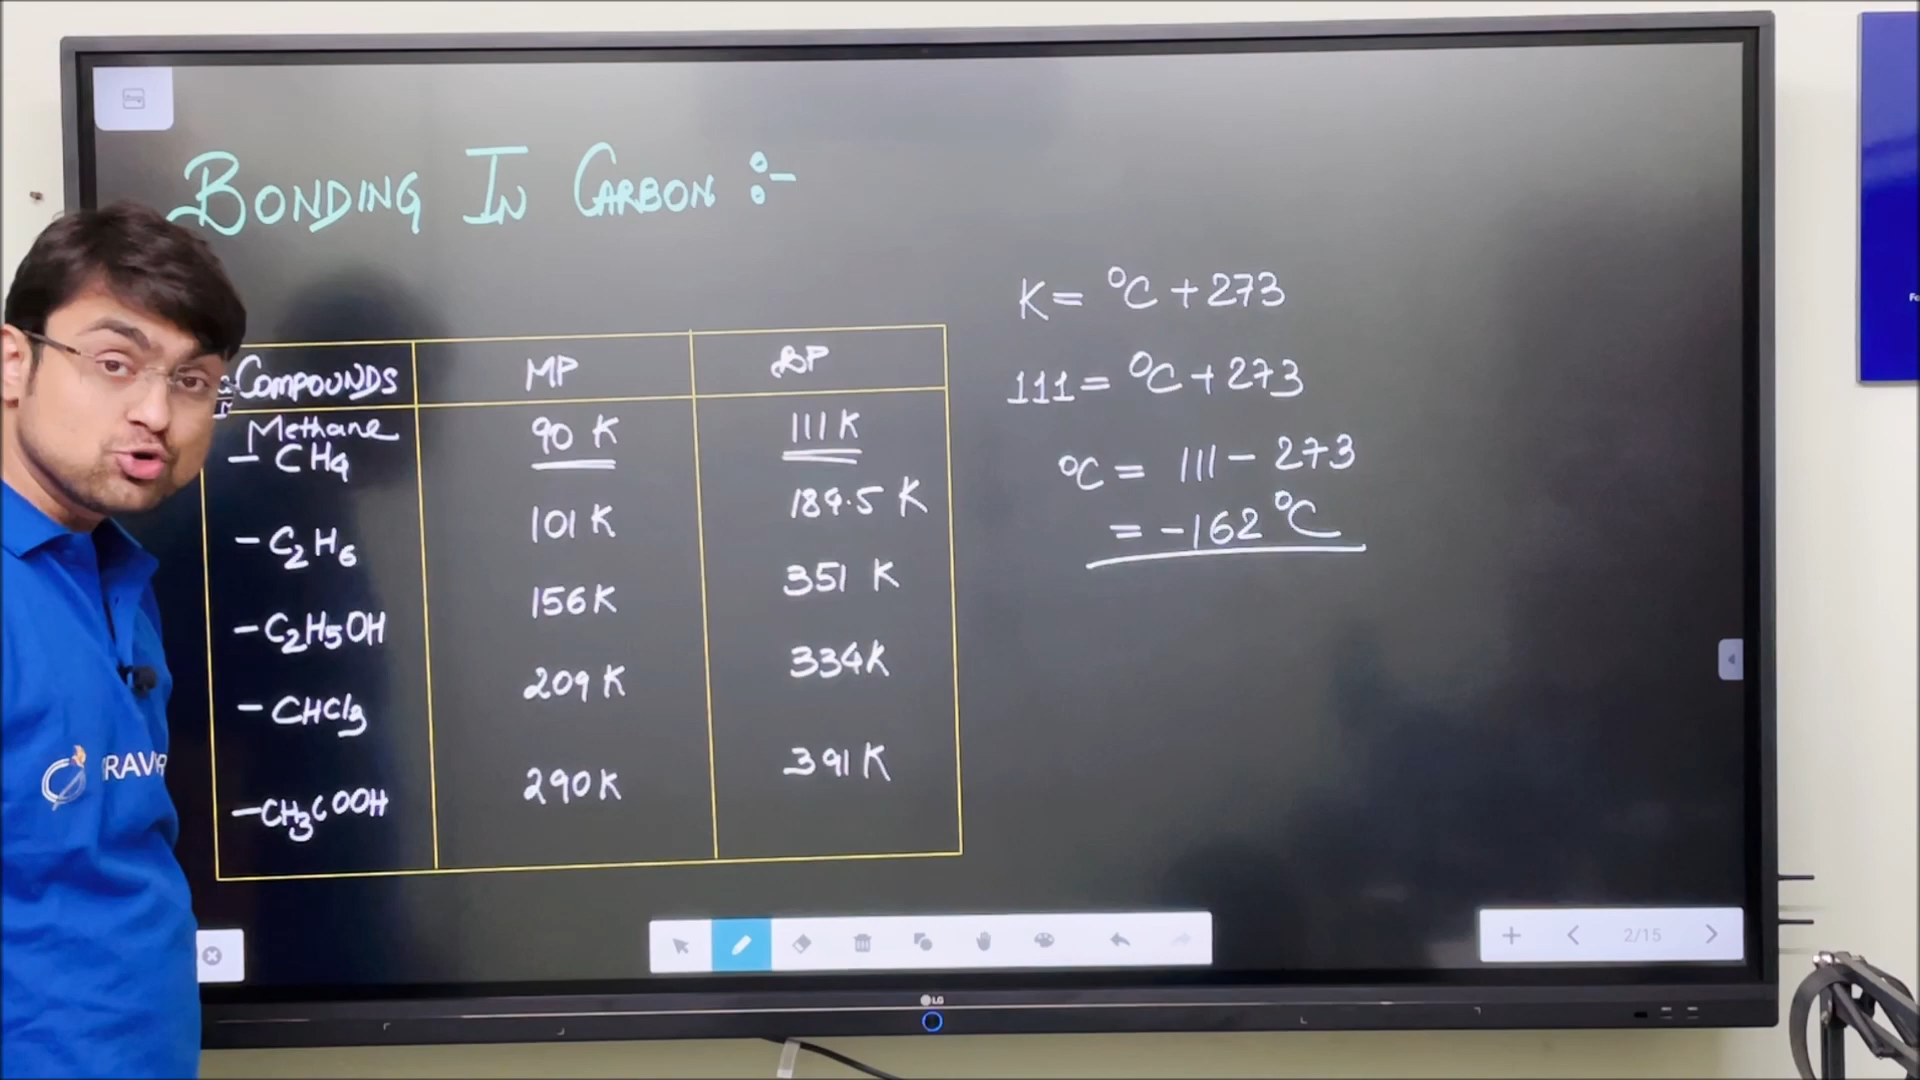 BONDING IN CARBON :-
COMPOUNDS MP BP
Methane
- CH4 90 K 111 K
- C2H6 101 K 184.5 K
- C2H5OH 156 K 351 K
- CHCl3 209 K 334 K
- CH3COOH 290 K 391 K
K = °C + 273
111 = °C + 273
°C = 111 - 273
= -162 °C
2/15
LG